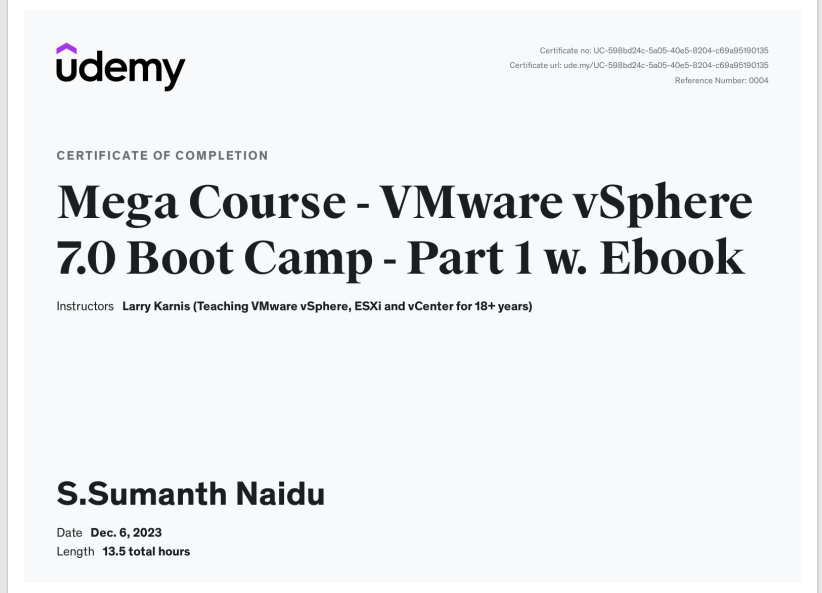 udemy
Certificate no: UC-598bd24c-5a05-40e5-8204-c69a95190135
Certificate url: ude.my/UC-598bd24c-5a05-40e5-8204-c69a95190135
Reference Number: 0004
CERTIFICATE OF COMPLETION
Mega Course - VMware vSphere
7.0 Boot Camp - Part 1 w. Ebook
Instructors Larry Karnis (Teaching VMware vSphere, ESXi and vCenter for 18+ years)
S.Sumanth Naidu
Date Dec. 6, 2023
Length 13.5 total hours